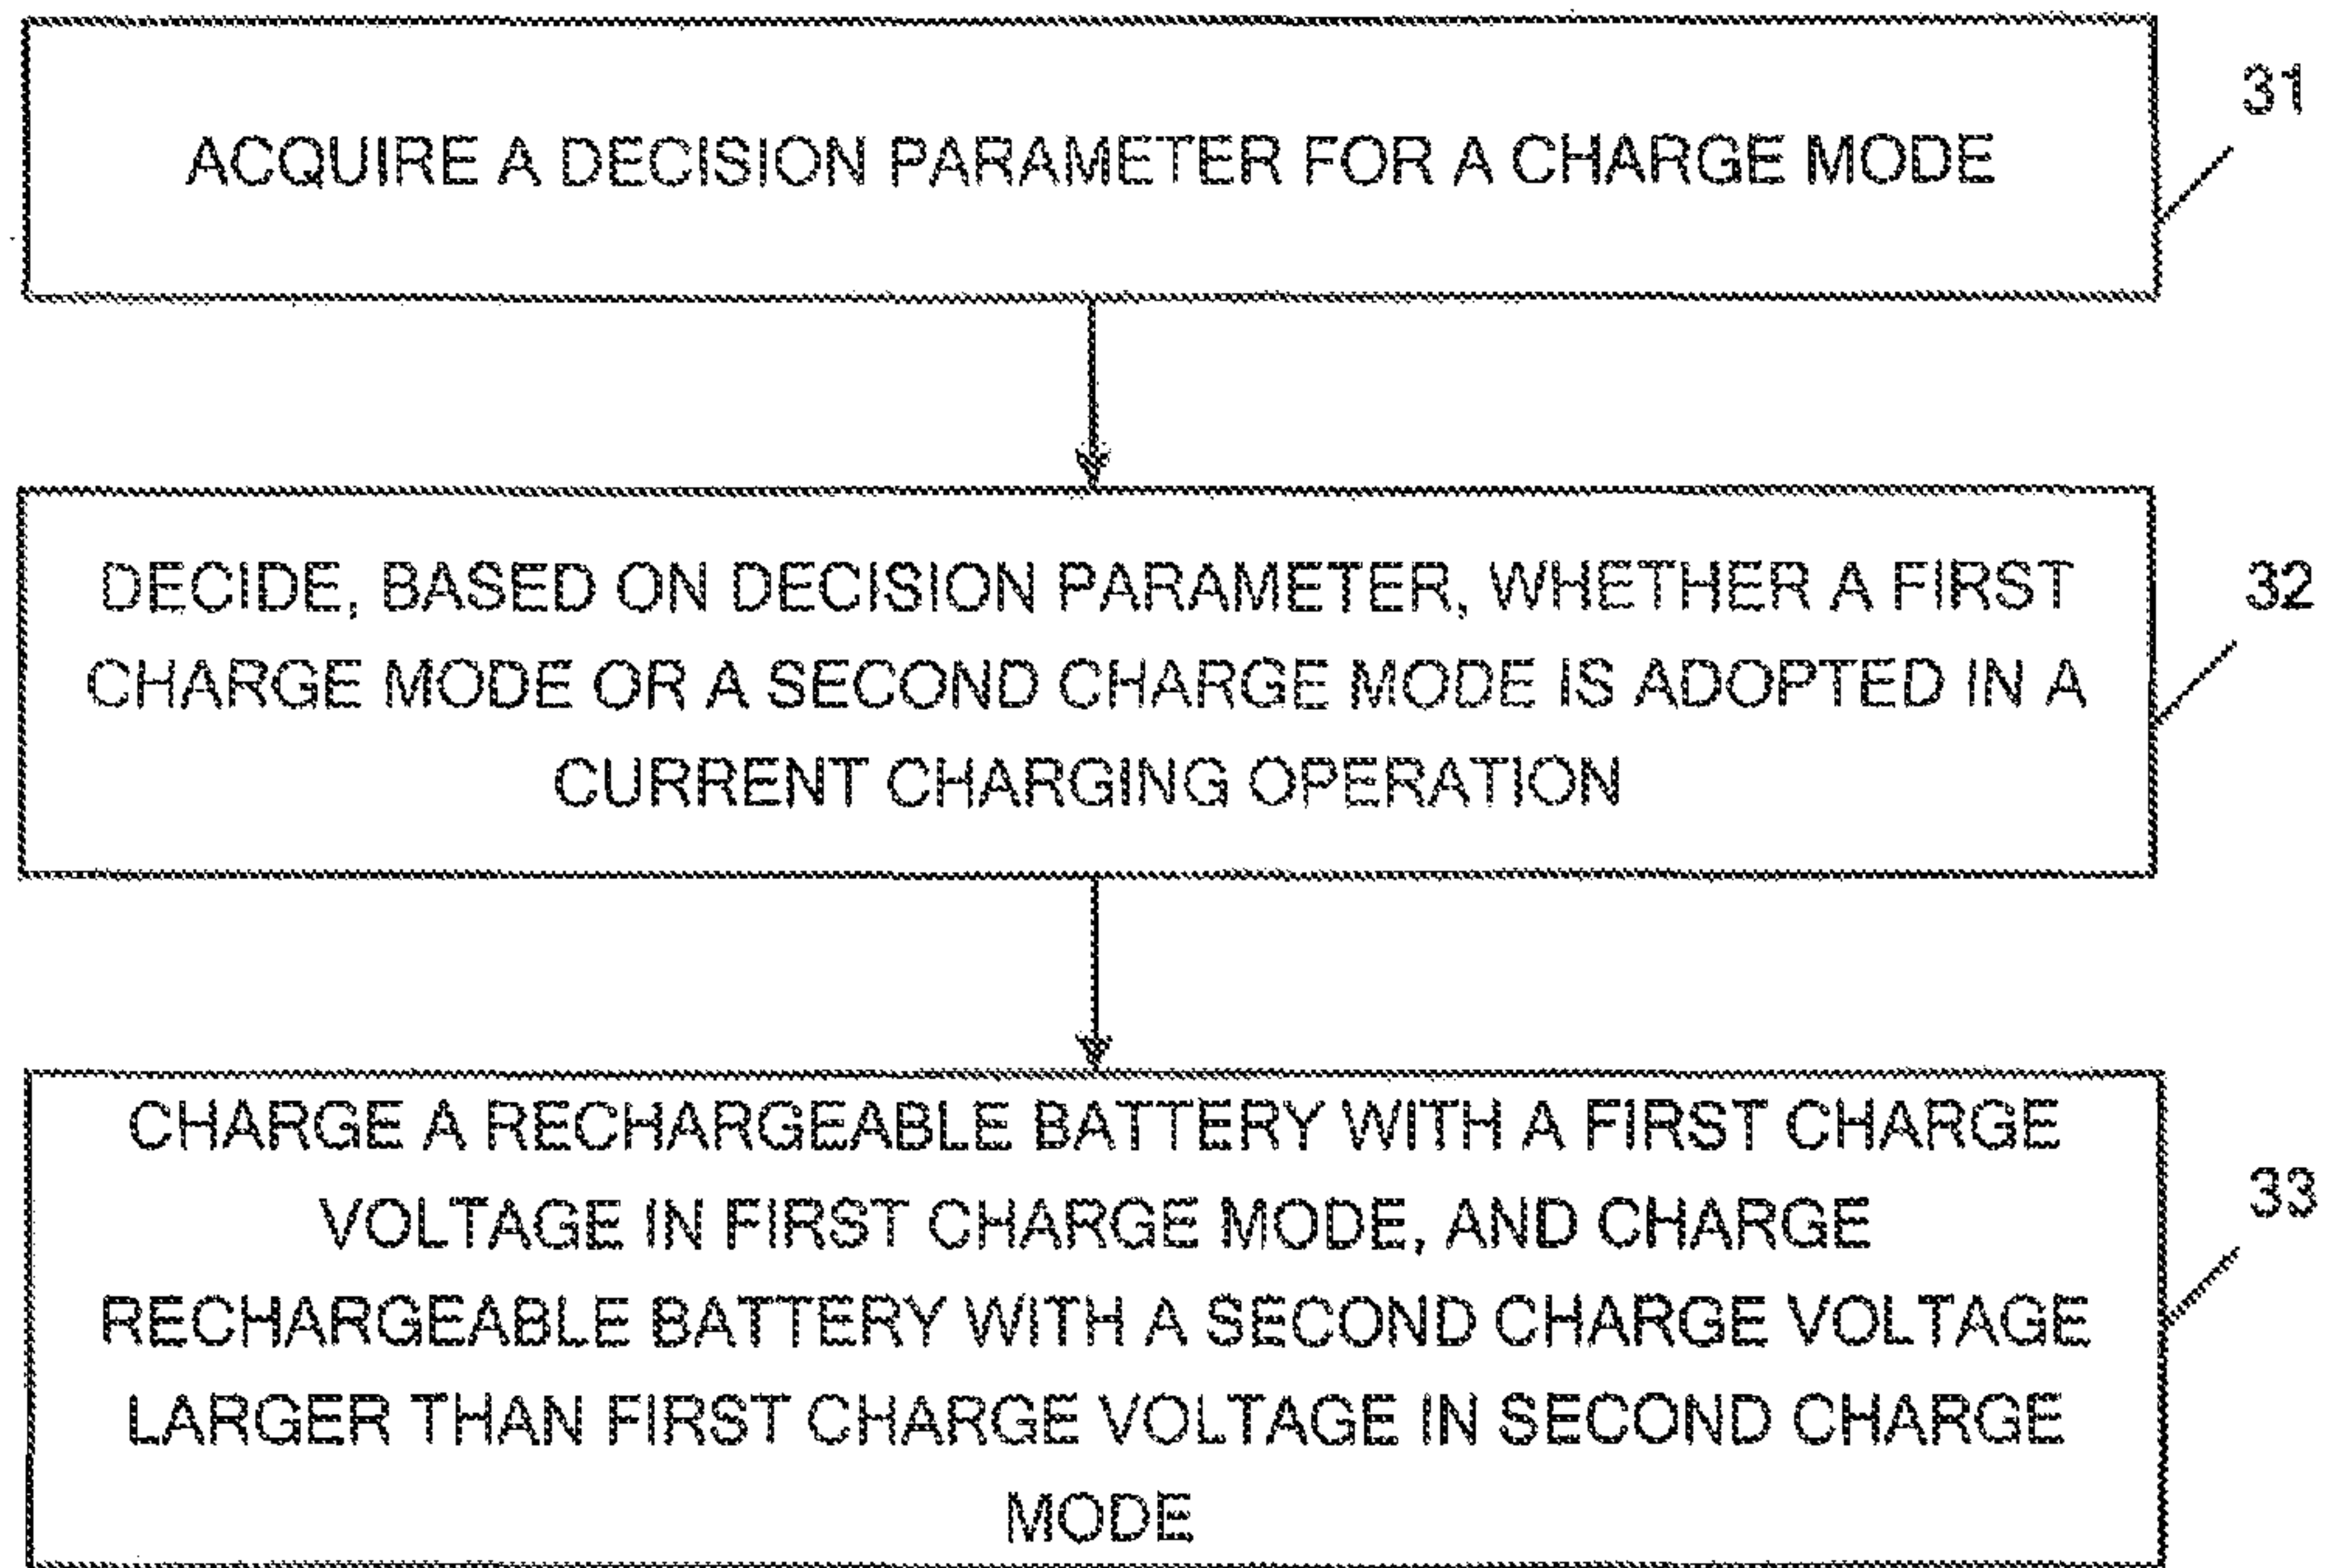 31
ACQUIRE A DECISION PARAMETER FOR A CHARGE MODE
DECIDE, BASED ON DECISION PARAMETER, WHETHER A FIRST
CHARGE MODE OR A SECOND CHARGE MODE IS ADOPTED IN A
CURRENT CHARGING OPERATION
32
CHARGE A RECHARGEABLE BATTERY WITH A FIRST CHARGE
VOLTAGE IN FIRST CHARGE MODE, AND CHARGE
RECHARGEABLE BATTERY WITH A SECOND CHARGE VOLTAGE
LARGER THAN FIRST CHARGE VOLTAGE IN SECOND CHARGE
MODE
33